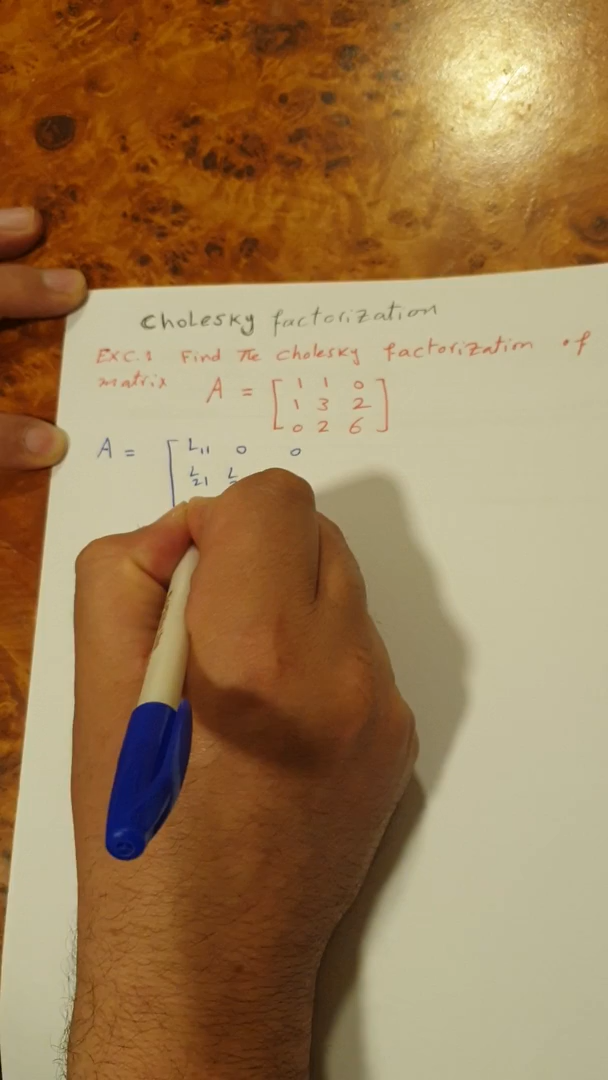 Cholesky factorization
EXC.1 Find The Cholesky factorization of
matrix A = [ 1 1 0
1 3 2
0 2 6 ]
A = [ L11 0 0
L21 L